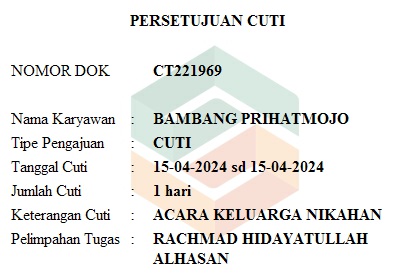 PERSETUJUAN CUTI
NOMOR DOK CT221969
Nama Karyawan : BAMBANG PRIHATMOJO
Tipe Pengajuan : CUTI
Tanggal Cuti : 15-04-2024 sd 15-04-2024
Jumlah Cuti : 1 hari
Keterangan Cuti : ACARA KELUARGA NIKAHAN
Pelimpahan Tugas : RACHMAD HIDAYATULLAH
ALHASAN